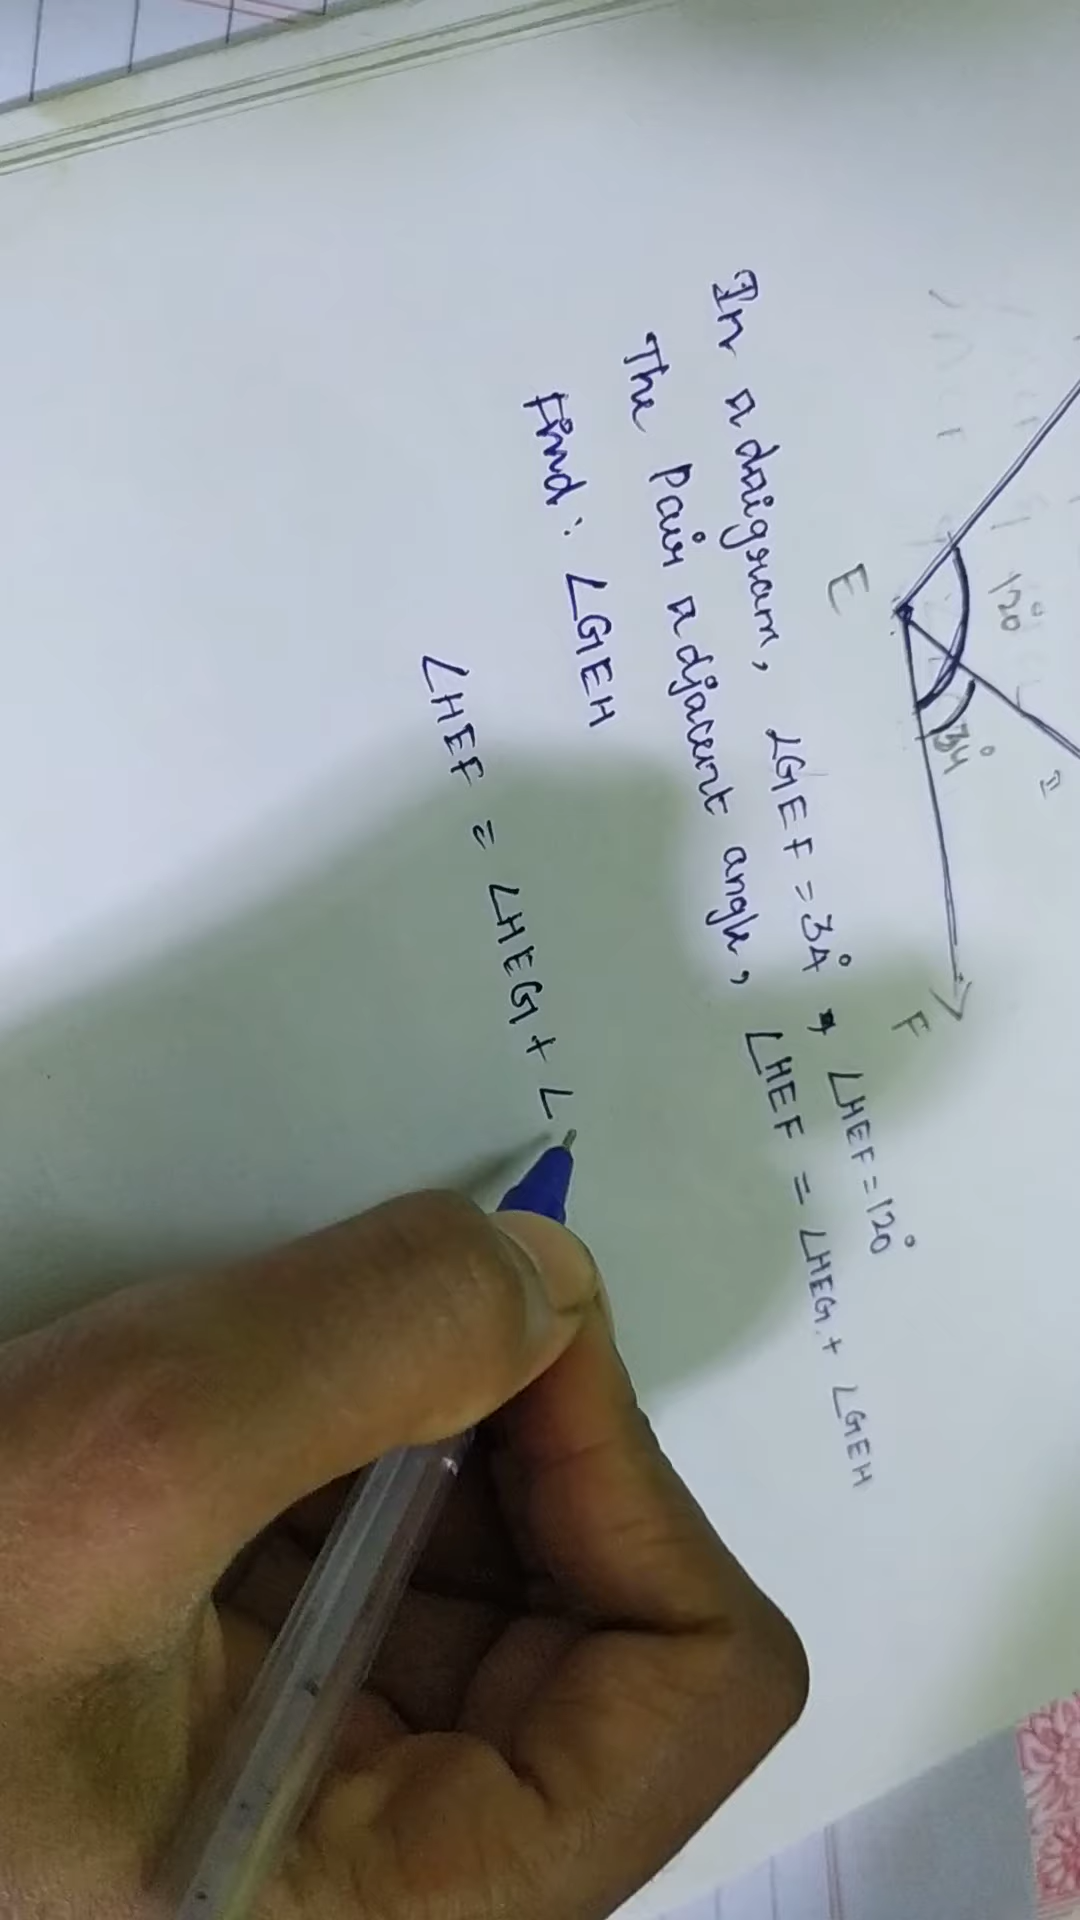 120°
34°
E
F
In a daigram, ∠GEF = 34°, ∠HEF = 120°
The Pair adjacent angle, ∠HEF = ∠HEG + ∠GEH
Find: ∠GEH
∠HEF = ∠HEG + ∠